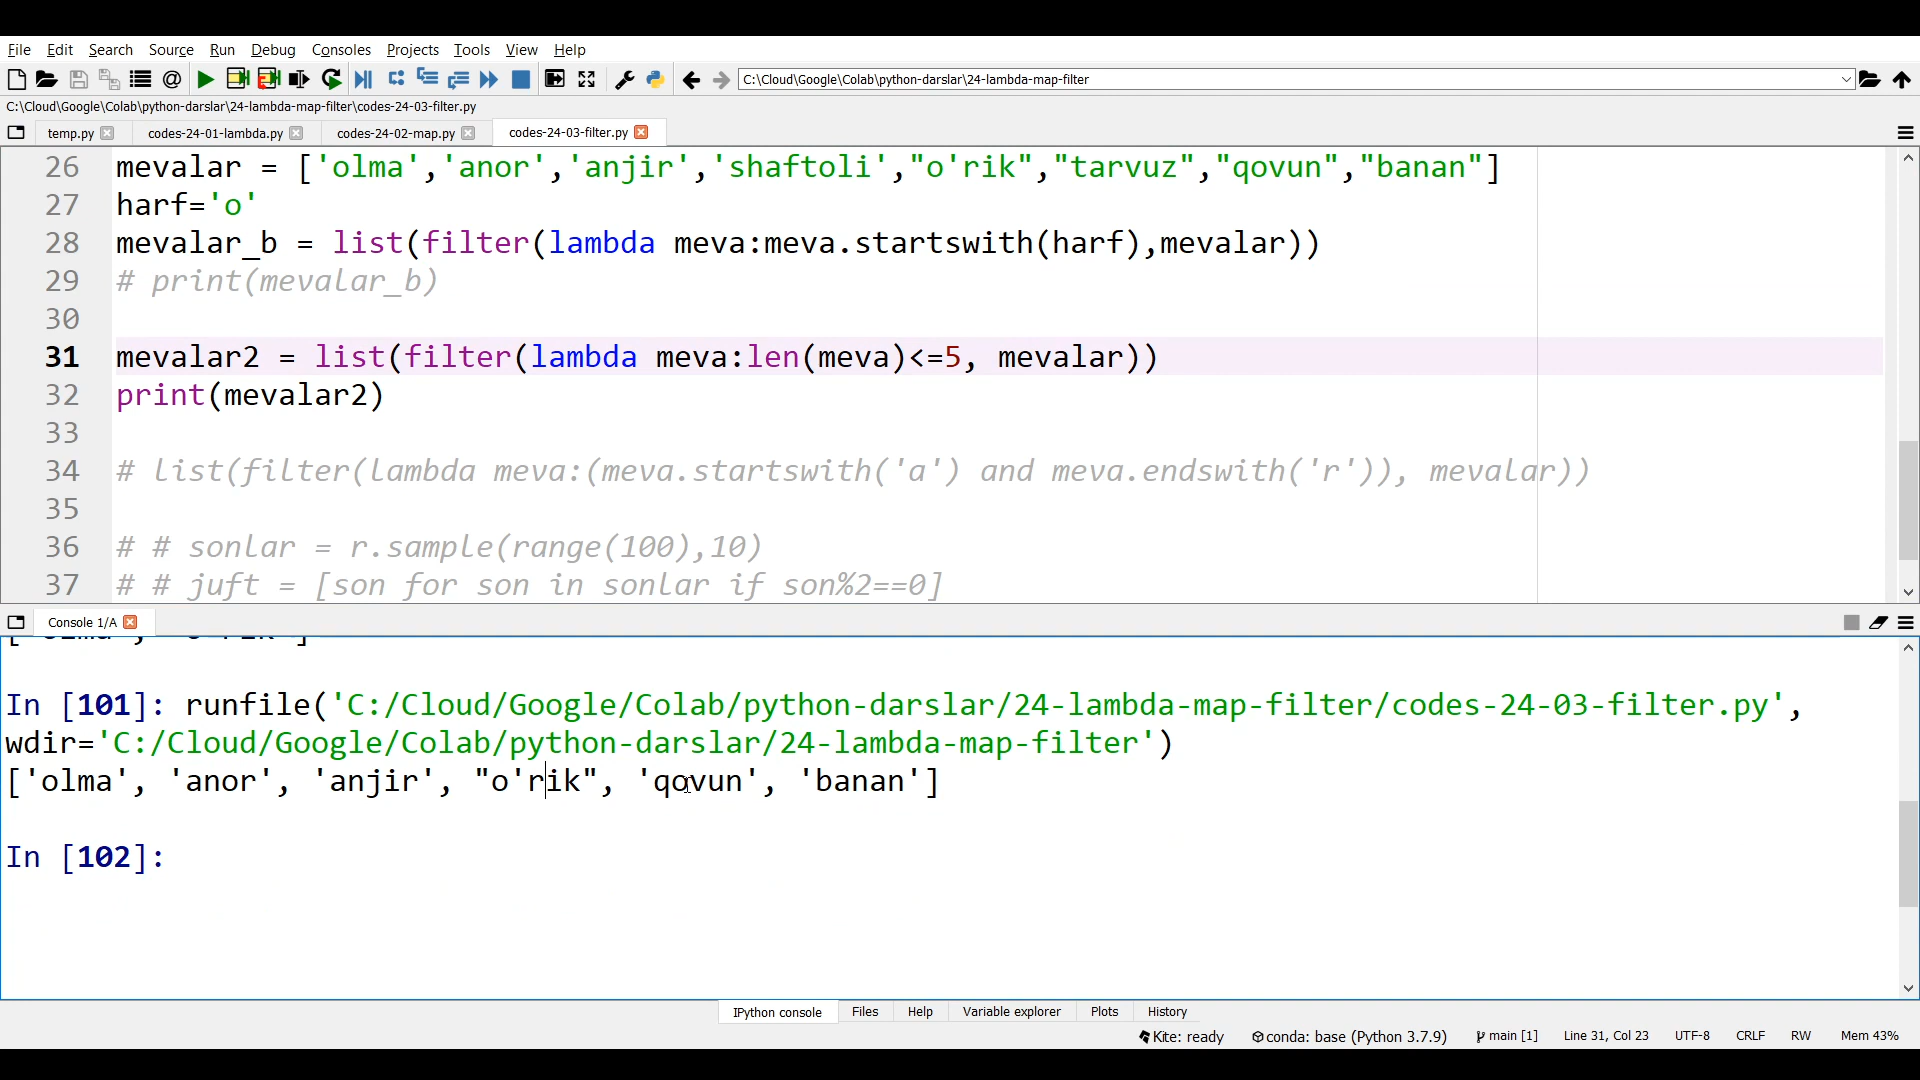 File Edit Search Source Run Debug Consoles Projects Tools View Help
C:\Cloud\Google\Colab\python-darslar\24-lambda-map-filter
C:\Cloud\Google\Colab\python-darslar\24-lambda-map-filter\codes-24-03-filter.py
temp.py codes-24-01-lambda.py codes-24-02-map.py codes-24-03-filter.py
26 mevalar = ['olma','anor','anjir','shaftoli',"o'rik","tarvuz","qovun","banan"]
27 harf='o'
28 mevalar_b = list(filter(lambda meva:meva.startswith(harf),mevalar))
29 # print(mevalar_b)
30
31 mevalar2 = list(filter(lambda meva:len(meva)<=5, mevalar))
32 print(mevalar2)
33
34 # list(filter(lambda meva:(meva.startswith('a') and meva.endswith('r')), mevalar))
35
36 # # sonlar = r.sample(range(100),10)
37 # # juft = [son for son in sonlar if son%2==0]
Console 1/A
In [101]: runfile('C:/Cloud/Google/Colab/python-darslar/24-lambda-map-filter/codes-24-03-filter.py',
wdir='C:/Cloud/Google/Colab/python-darslar/24-lambda-map-filter')
['olma', 'anor', 'anjir', "o'rik", 'qovun', 'banan']
In [102]:
IPython console Files Help Variable explorer Plots History
Kite: ready conda: base (Python 3.7.9) main [1] Line 31, Col 23 UTF-8 CRLF RW Mem 43%